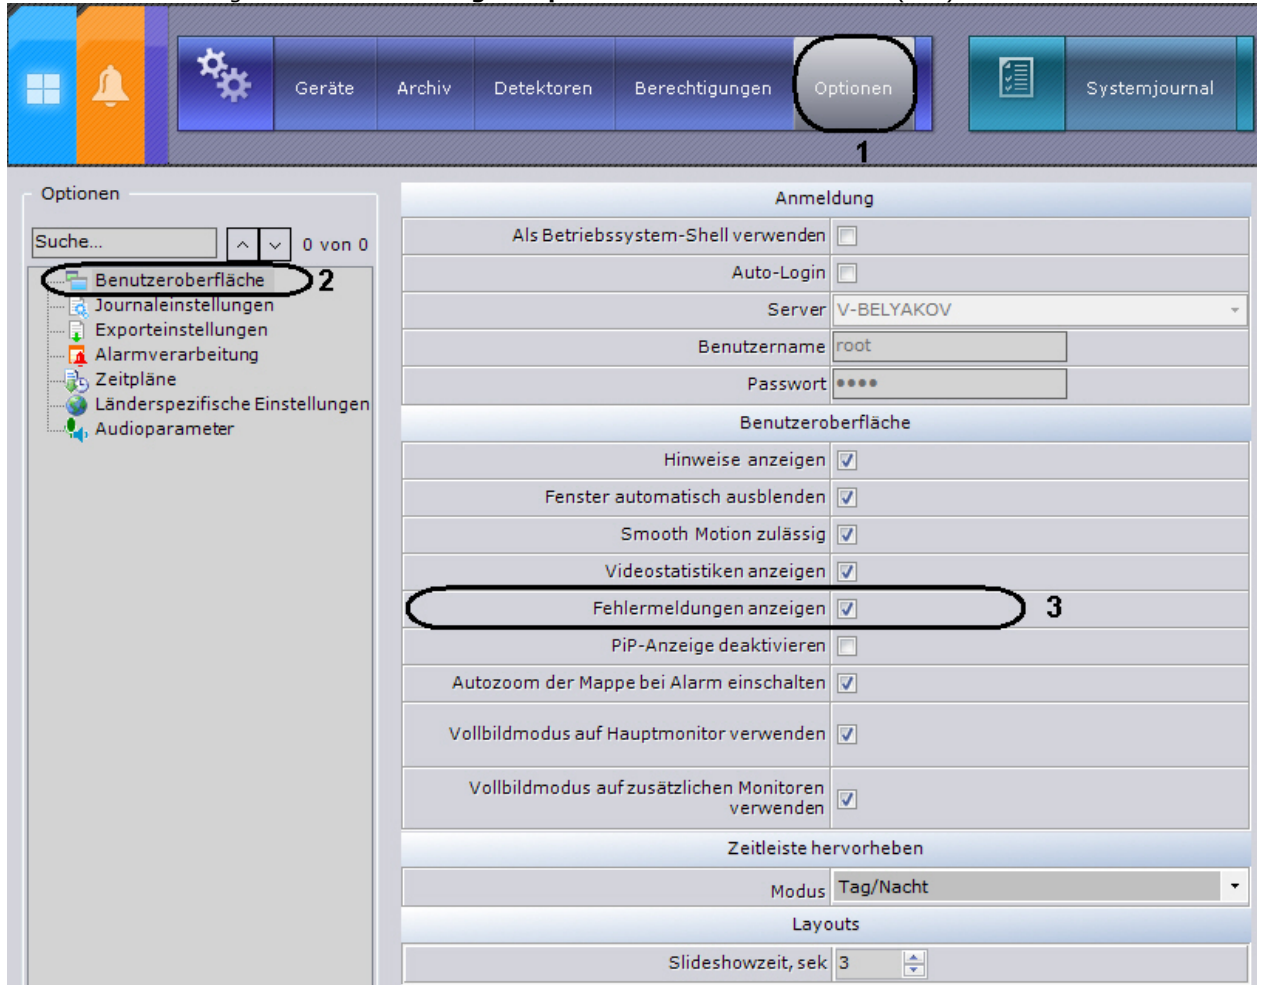 Geräte Archiv Detektoren Berechtigungen Optionen Systemjournal
1
Optionen
Suche... 0 von 0
Benutzeroberfläche 2
Journaleinstellungen
Exporteinstellungen
Alarmverarbeitung
Zeitpläne
Länderspezifische Einstellungen
Audioparameter
Anmeldung
Als Betriebssystem-Shell verwenden
Auto-Login
Server V-BELYAKOV
Benutzername root
Passwort ••••
Benutzeroberfläche
Hinweise anzeigen
Fenster automatisch ausblenden
Smooth Motion zulässig
Videostatistiken anzeigen
Fehlermeldungen anzeigen 3
PiP-Anzeige deaktivieren
Autozoom der Mappe bei Alarm einschalten
Vollbildmodus auf Hauptmonitor verwenden
Vollbildmodus auf zusätzlichen Monitoren
verwenden
Zeitleiste hervorheben
Modus Tag/Nacht
Layouts
Slideshowzeit, sek 3